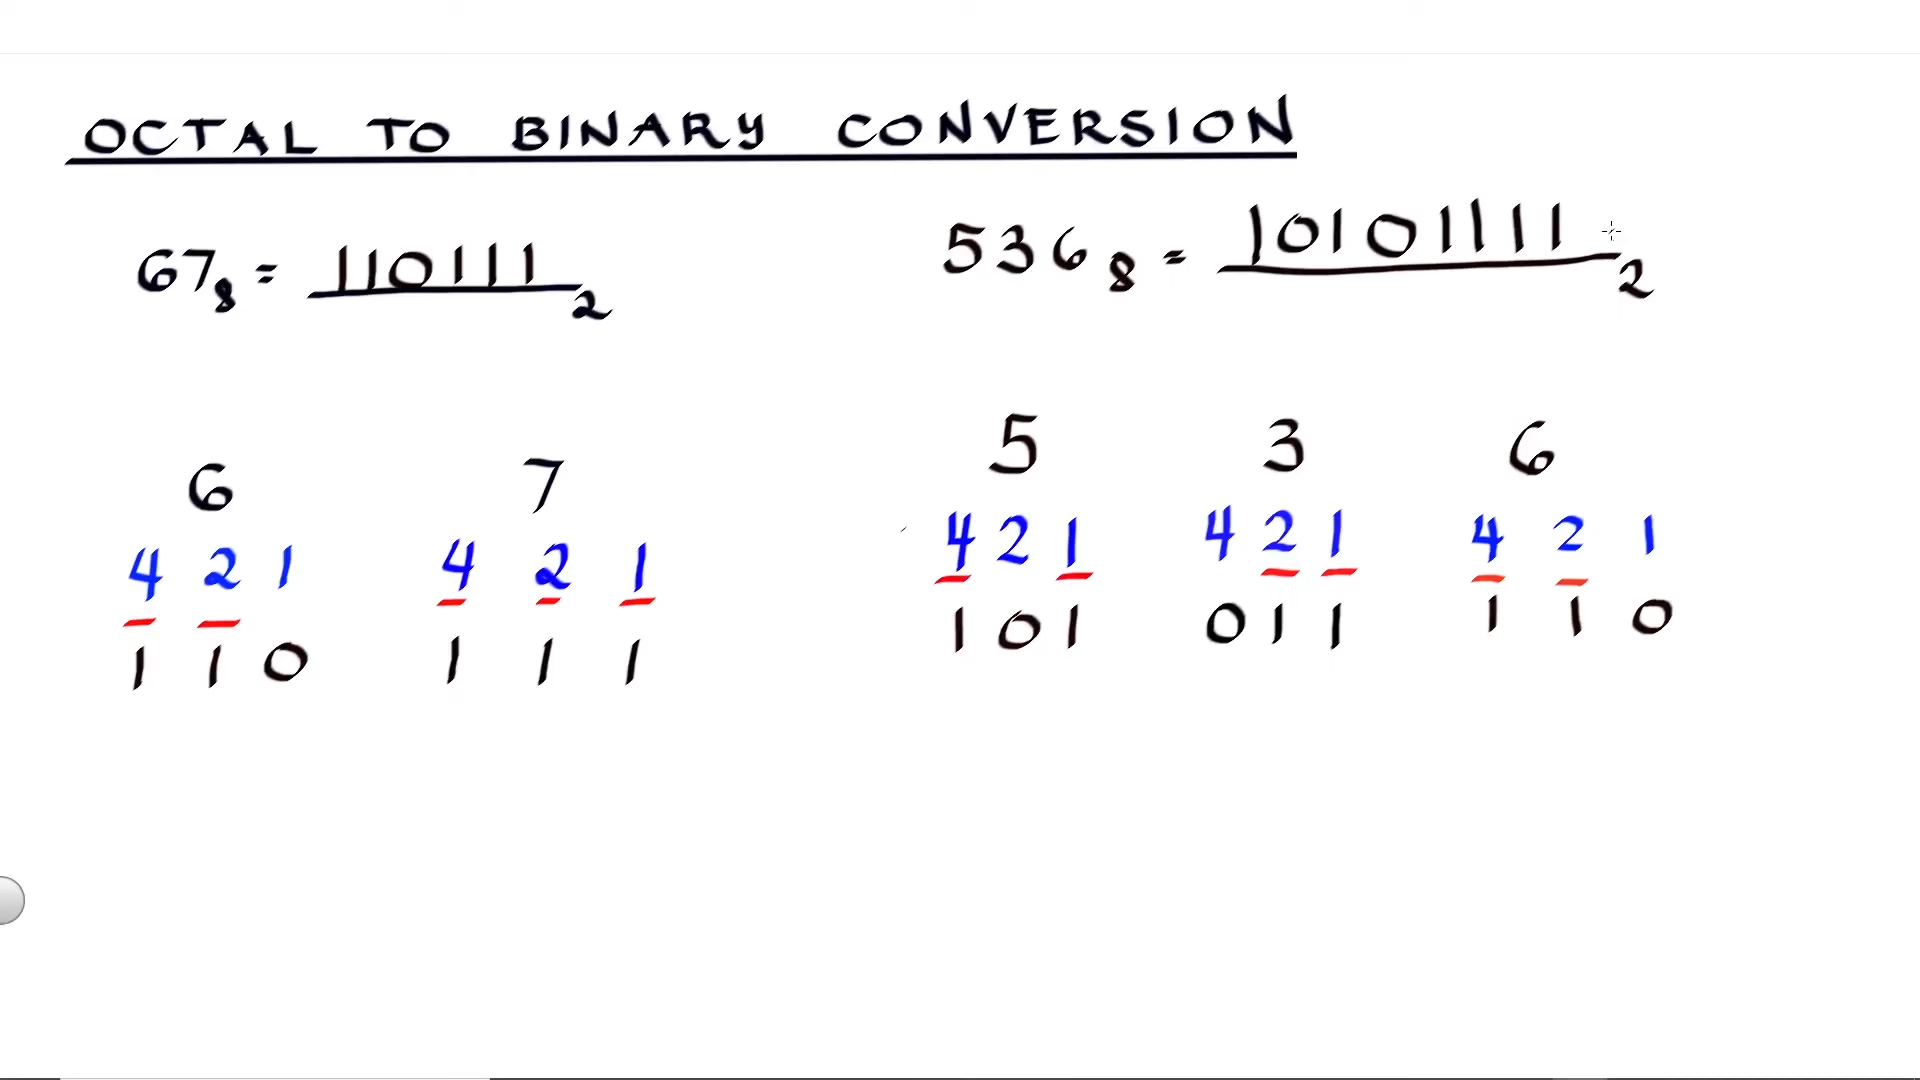 OCTAL TO BINARY CONVERSION
67₈ = 110111₂
536₈ = 10101111₂
6 7
4 2 1 4 2 1
1 1 0 1 1 1
5 3 6
4 2 1 4 2 1 4 2 1
1 0 1 0 1 1 1 1 0